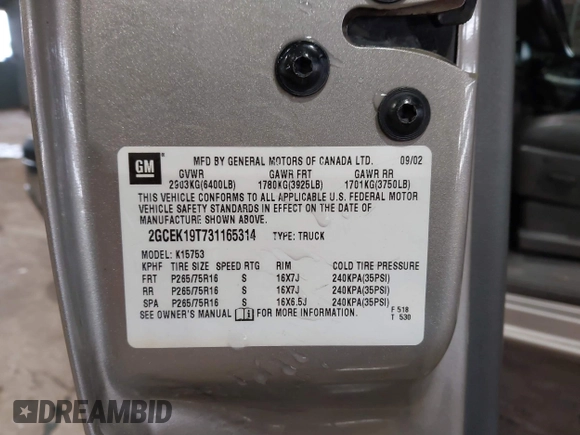 GM
MFD BY GENERAL MOTORS OF CANADA LTD. 09/02
GVWR GAWR FRT GAWR RR
2903KG(6400LB) 1780KG(3925LB) 1701KG(3750LB)
THIS VEHICLE CONFORMS TO ALL APPLICABLE U.S. FEDERAL MOTOR
VEHICLE SAFETY STANDARDS IN EFFECT ON THE DATE OF
MANUFACTURE SHOWN ABOVE.
2GCEK19T731165314 TYPE: TRUCK
MODEL: K15753
KPHF TIRE SIZE SPEED RTG RIM COLD TIRE PRESSURE
FRT P265/75R16 S 16X7J 240KPA(35PSI)
RR P265/75R16 S 16X7J 240KPA(35PSI)
SPA P265/75R16 S 16X6.5J 240KPA(35PSI)
SEE OWNER'S MANUAL FOR MORE INFORMATION F 518
T 530
DREAMBID